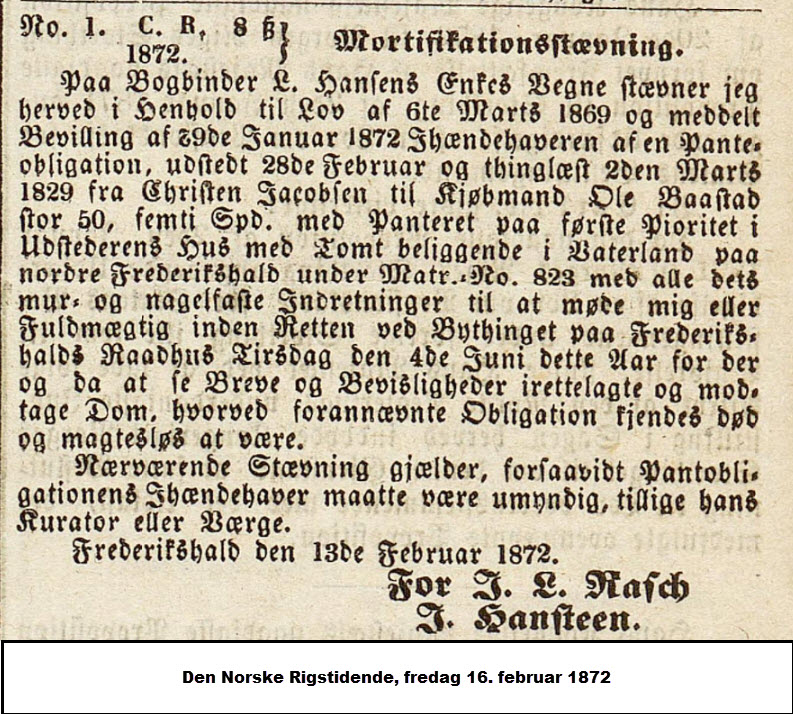 No. 1. C. R. 8 ß
1872. } Mortifikationsstævning.
Paa Bogbinder L. Hansens Enkes Vegne stævner jeg
herved i Henhold til Lov af 6te Marts 1869 og meddelt
Bevilling af 29de Januar 1872 Ihændehaveren af en Pante-
obligation, udstedt 28de Februar og thinglæst 2den Marts
1829 fra Christen Jacobsen til Kjøbmand Ole Baastad
stor 50, femti Spd. med Panteret paa første Pioritet i
Udstederens Hus med Tomt beliggende i Vaterland paa
nordre Frederikshald under Matr.-No. 823 med alle dets
mur- og nagelfaste Indretninger til at møde mig eller
Fuldmægtig inden Retten ved Bythinget paa Frederiks-
halds Raadhus Tirsdag den 4de Juni dette Aar for der
og da at se Breve og Bevisligheder irettelagte og mod-
tage Dom, hvorved forannævnte Obligation kjendes død
og magtesløs at være.
Nærværende Stævning gjælder, forsaavidt Pantobli-
gationens Ihændehaver maatte være umyndig, tillige hans
Kurator eller Værge.
Frederikshald den 13de Februar 1872.
For J. L. Rasch
J. Hansteen.
Den Norske Rigstidende, fredag 16. februar 1872